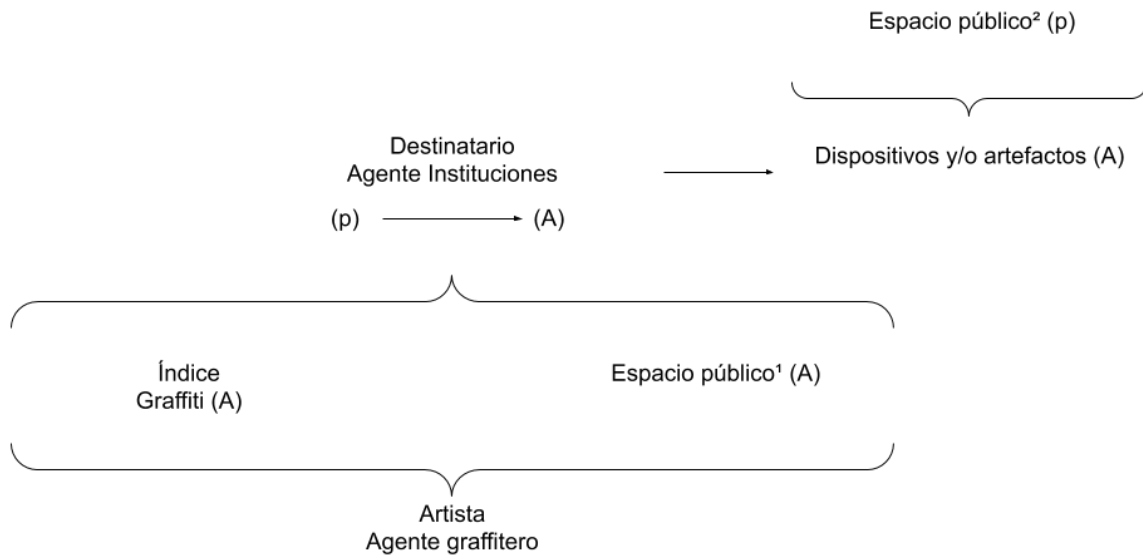 Espacio público² (p)
Destinatario
Agente Instituciones
Dispositivos y/o artefactos (A)
(p) (A)
Índice
Graffiti (A)
Espacio público¹ (A)
Artista
Agente graffitero